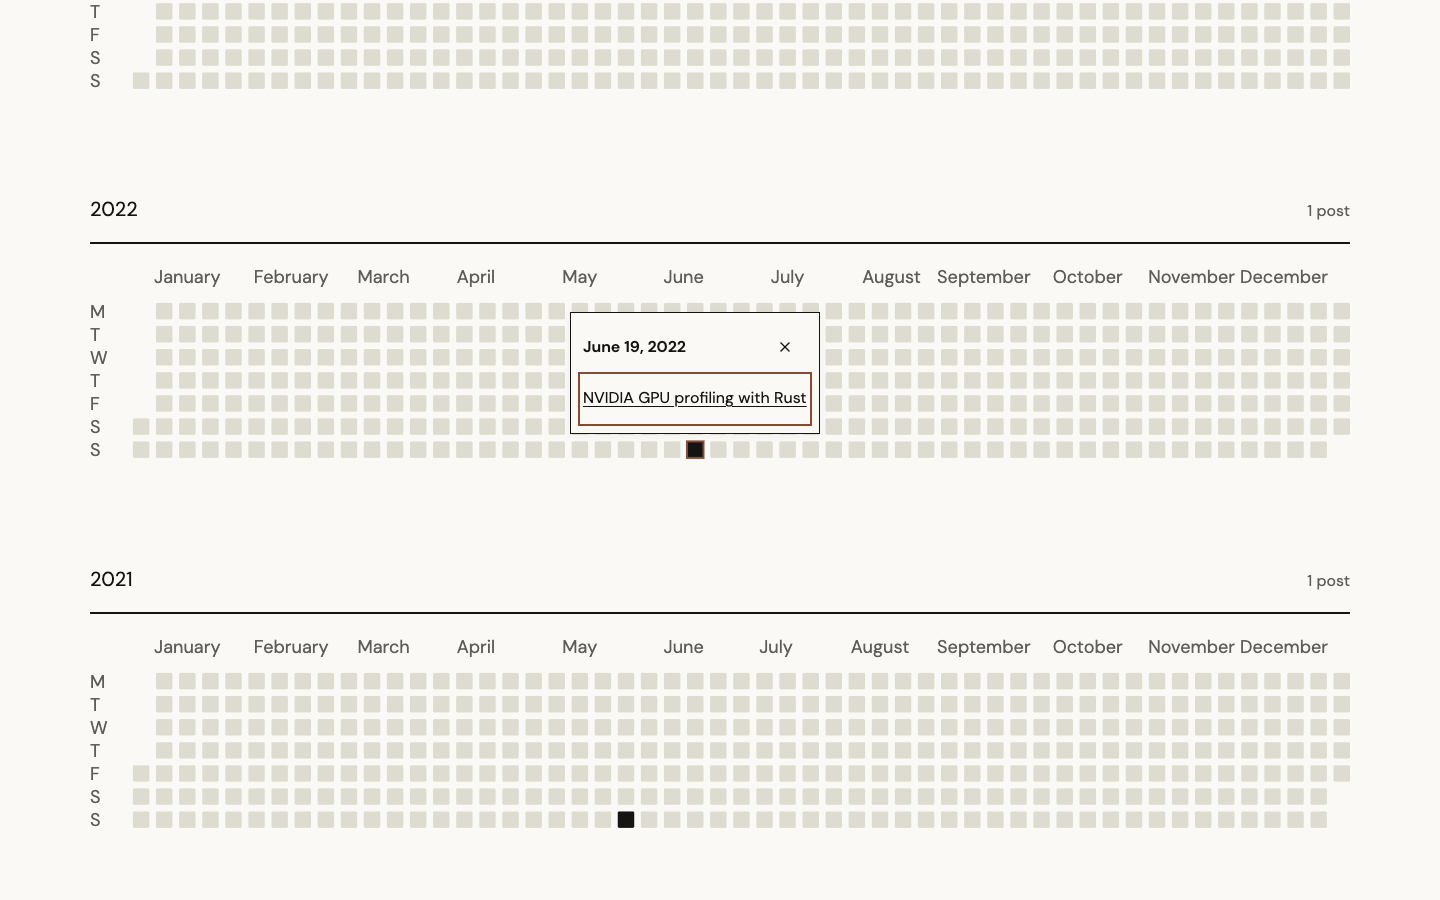 T
F
S
S
2022
1 post
January February March April May June July August September October November December
M
T
W
T
F
S
S
June 19, 2022
NVIDIA GPU profiling with Rust
2021
1 post
January February March April May June July August September October November December
M
T
W
T
F
S
S